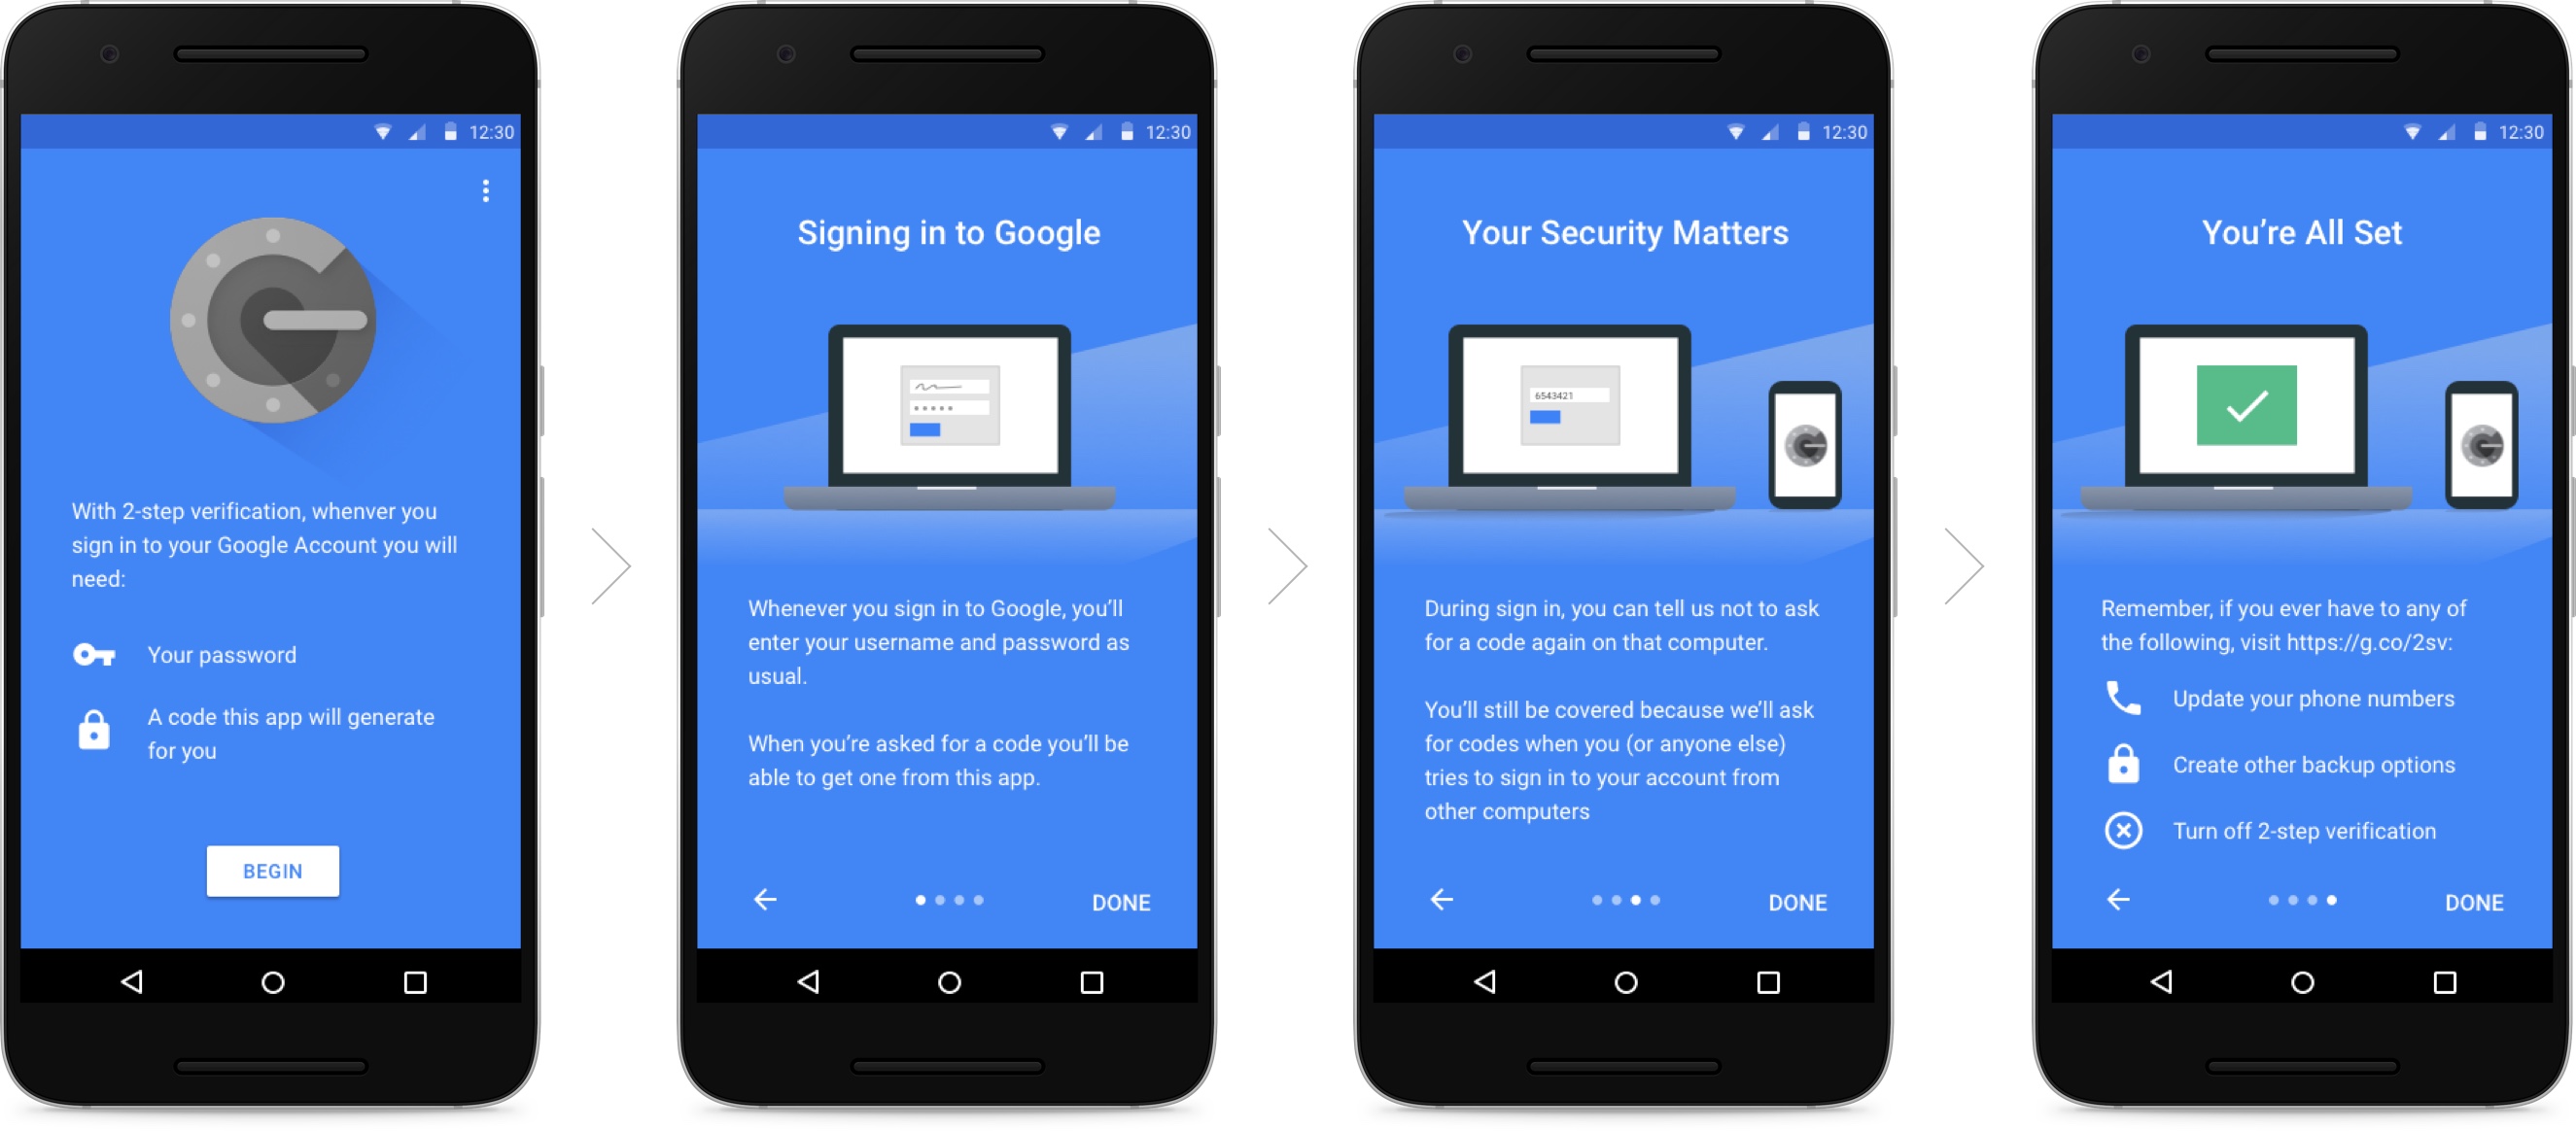 12:30
With 2-step verification, whenver you
sign in to your Google Account you will
need:
Your password
A code this app will generate
for you
BEGIN
12:30
Signing in to Google
Whenever you sign in to Google, you’ll
enter your username and password as
usual.
When you’re asked for a code you’ll be
able to get one from this app.
DONE
12:30
Your Security Matters
6543421
During sign in, you can tell us not to ask
for a code again on that computer.
You’ll still be covered because we’ll ask
for codes when you (or anyone else)
tries to sign in to your account from
other computers
DONE
12:30
You’re All Set
Remember, if you ever have to any of
the following, visit https://g.co/2sv:
Update your phone numbers
Create other backup options
Turn off 2-step verification
DONE